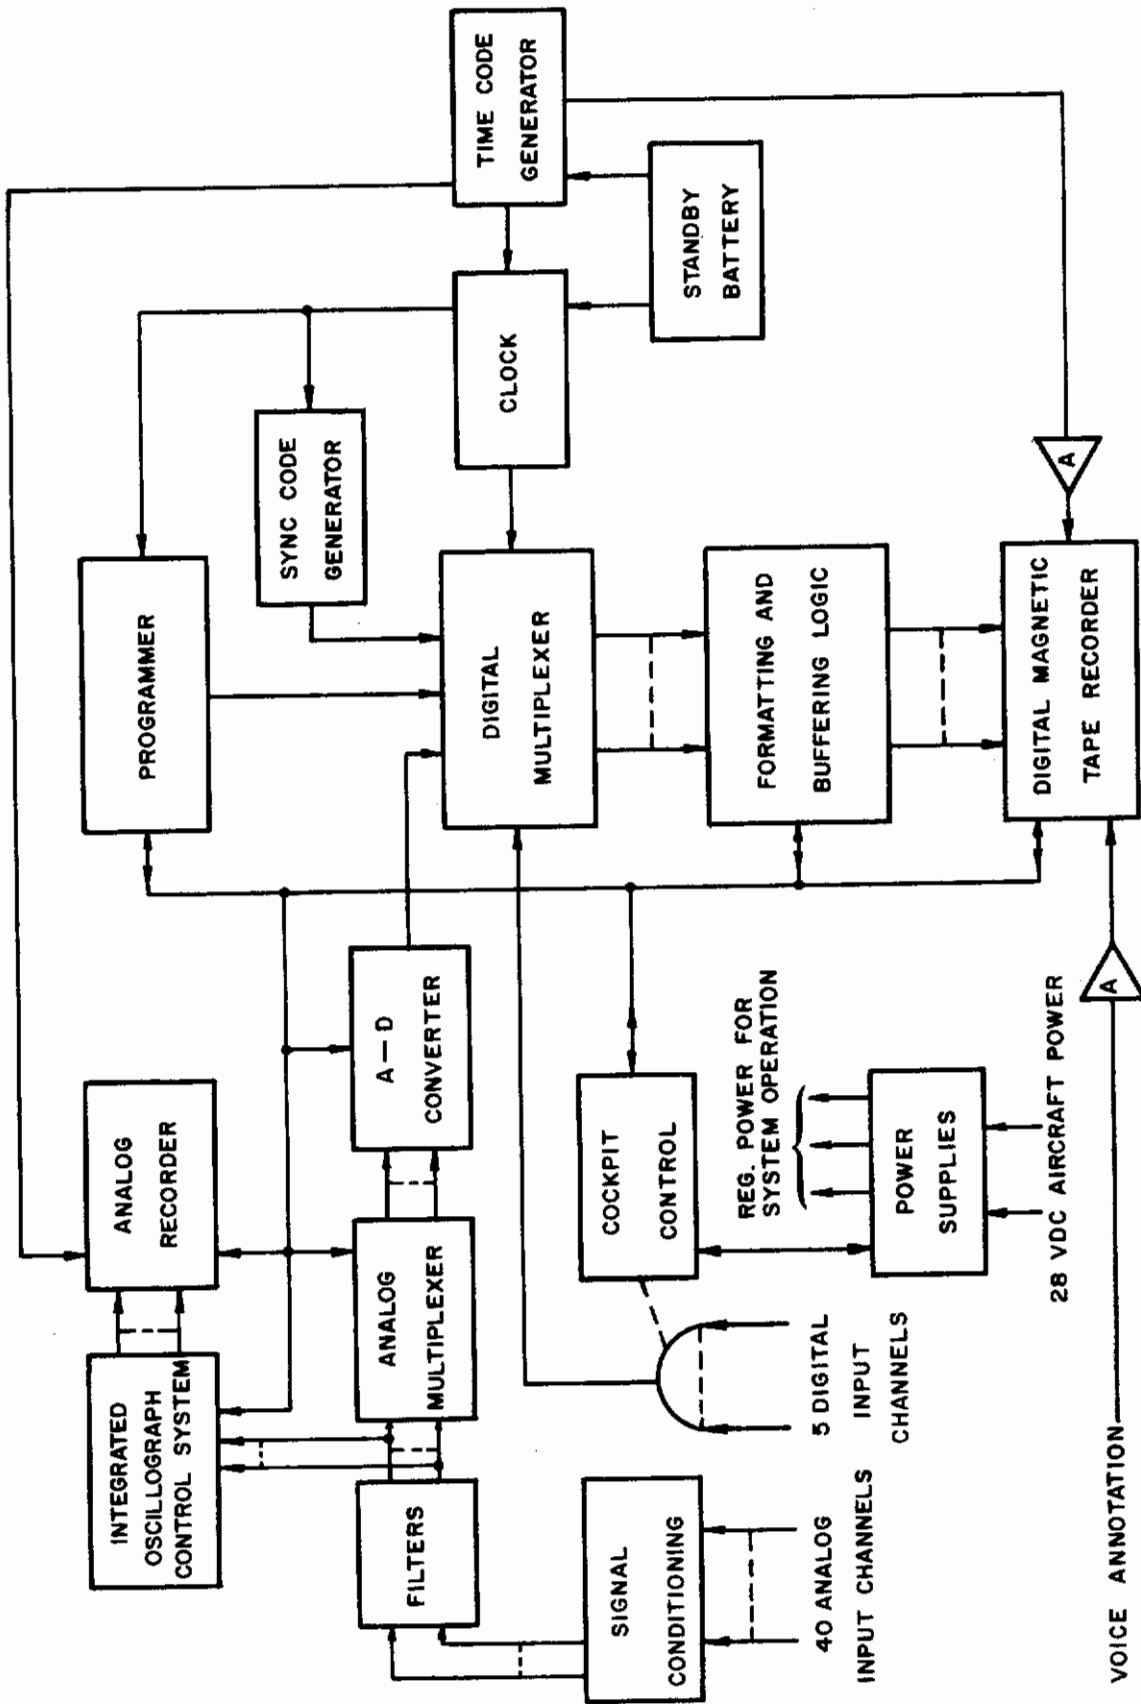 INTEGRATED
OSCILLOGRAPH
CONTROL SYSTEM
ANALOG
RECORDER
PROGRAMMER
FILTERS
ANALOG
MULTIPLEXER
A—D
CONVERTER
SYNC CODE
GENERATOR
SIGNAL
CONDITIONING
COCKPIT
CONTROL
DIGITAL
MULTIPLEXER
CLOCK
TIME CODE
GENERATOR
40 ANALOG
INPUT CHANNELS
5 DIGITAL
INPUT
CHANNELS
REG. POWER FOR
SYSTEM OPERATION
POWER
SUPPLIES
28 VDC AIRCRAFT POWER
FORMATTING AND
BUFFERING LOGIC
STANDBY
BATTERY
VOICE ANNOTATION
A
DIGITAL MAGNETIC
TAPE RECORDER
A